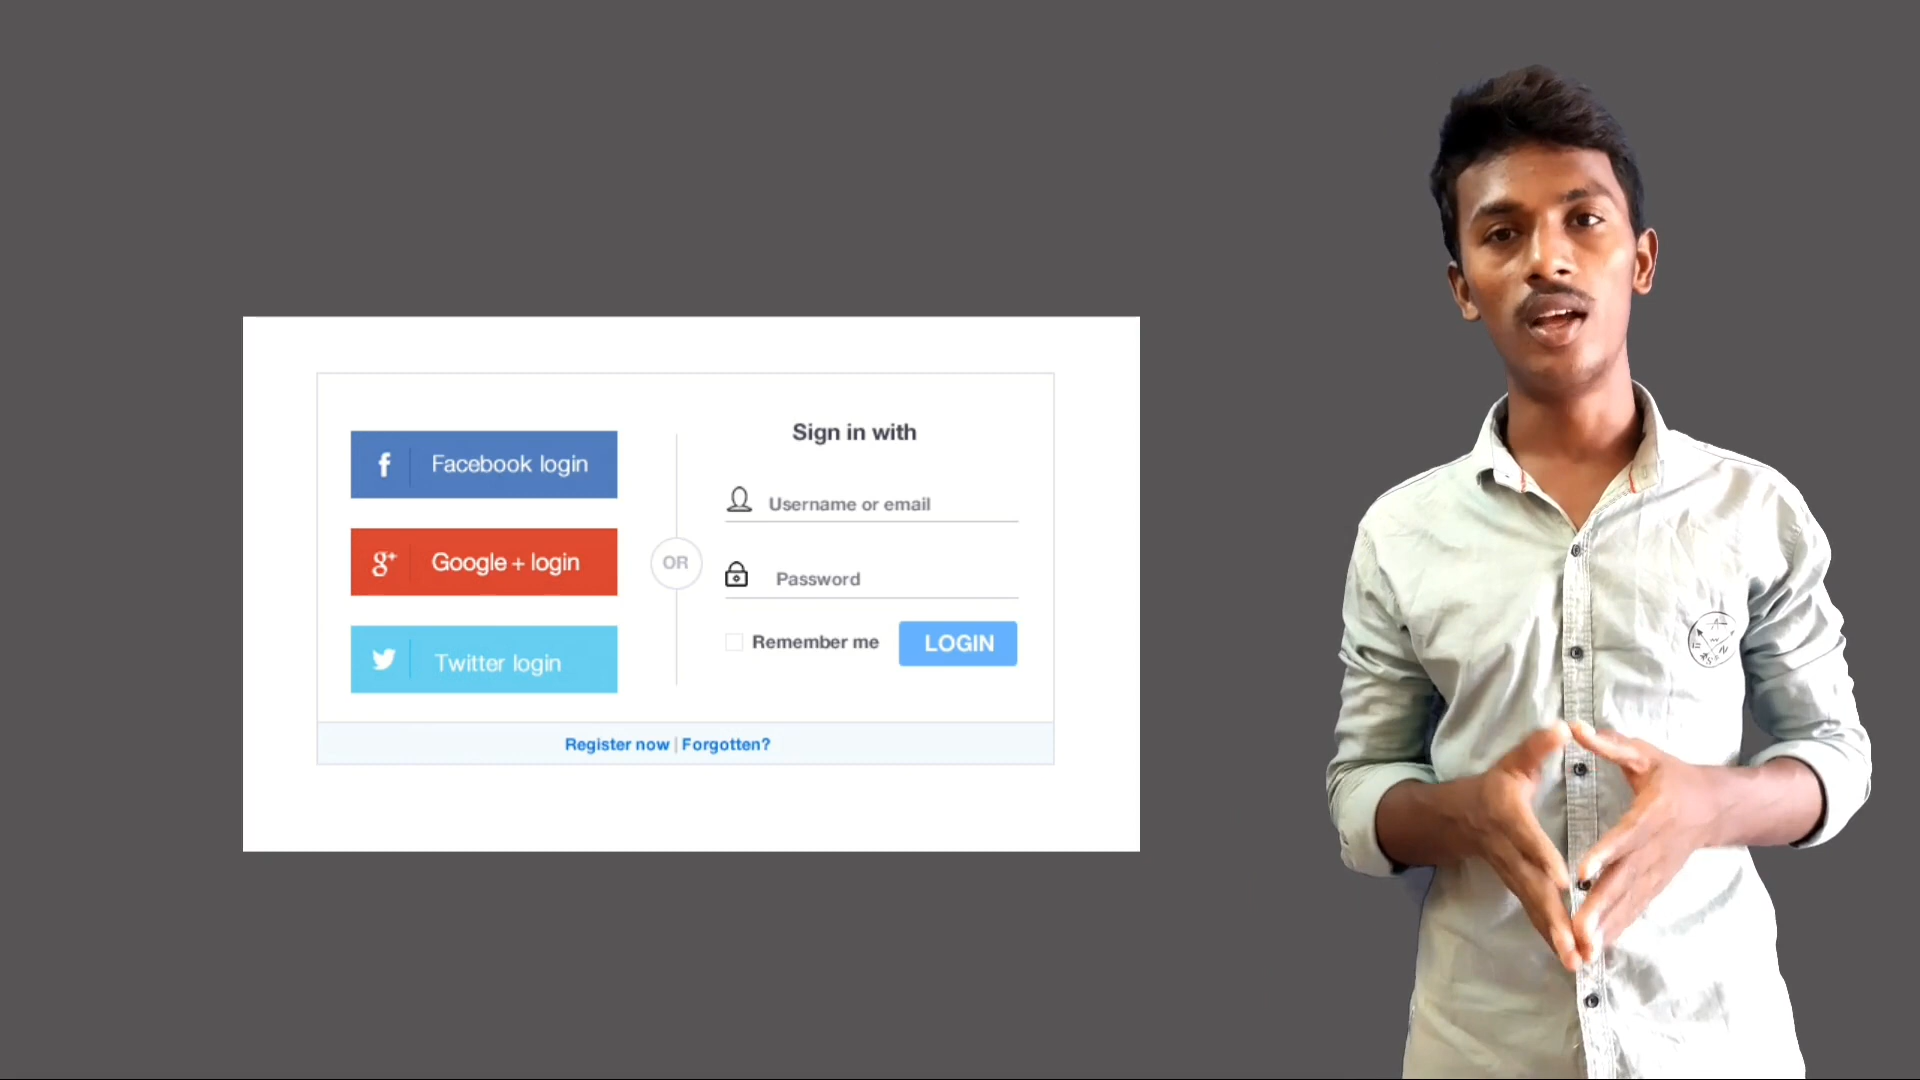 Facebook login
Google + login
Twitter login
OR
Sign in with
Username or email
Password
Remember me
LOGIN
Register now | Forgotten?